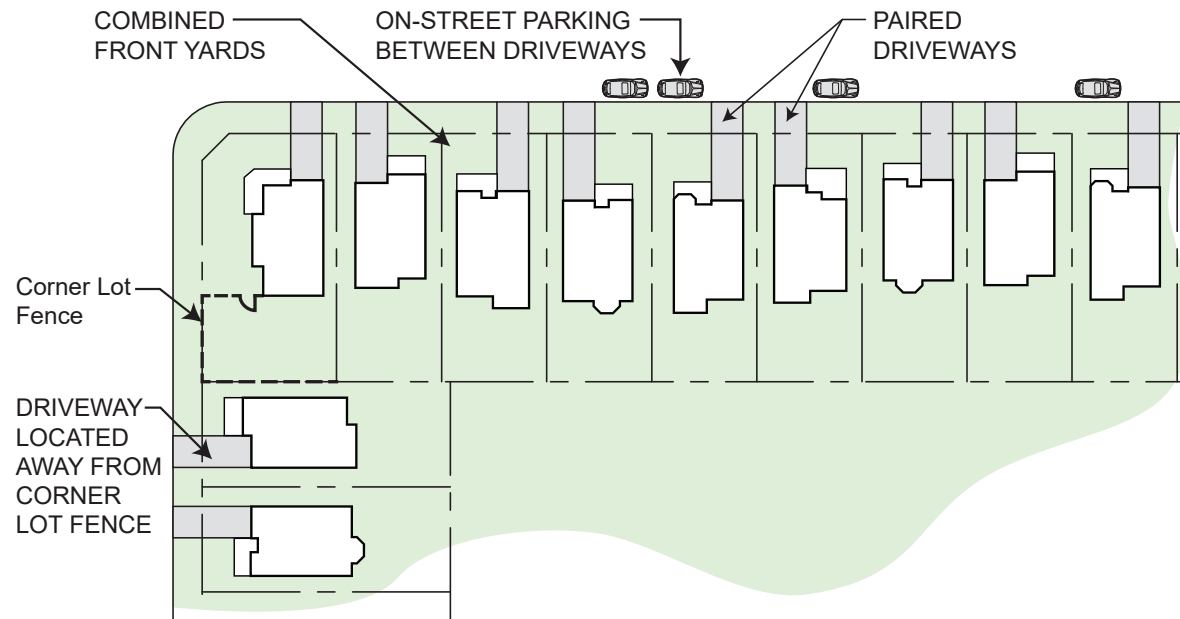 COMBINED
FRONT YARDS
ON-STREET PARKING
BETWEEN DRIVEWAYS
PAIRED
DRIVEWAYS
Corner Lot
Fence
DRIVEWAY
LOCATED
AWAY FROM
CORNER
LOT FENCE